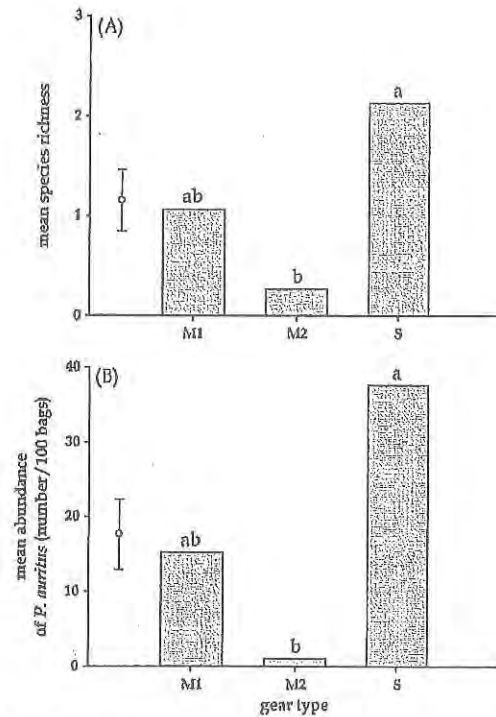 (A)
mean species richness
3
2
1
0
ab
b
a
M1
M2
S
(B)
mean abundance
of P. auritus (number/100 bags)
40
30
20
10
0
ab
b
a
M1
M2
S
gear type